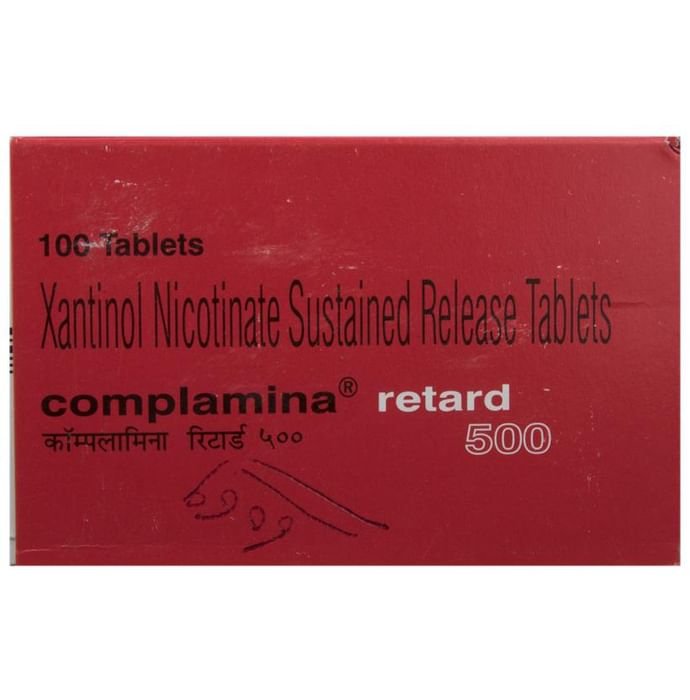 100 Tablets
Xantinol Nicotinate Sustained Release Tablets
complamina® retard
कॉम्पलामिना रिटार्ड ५०० 500